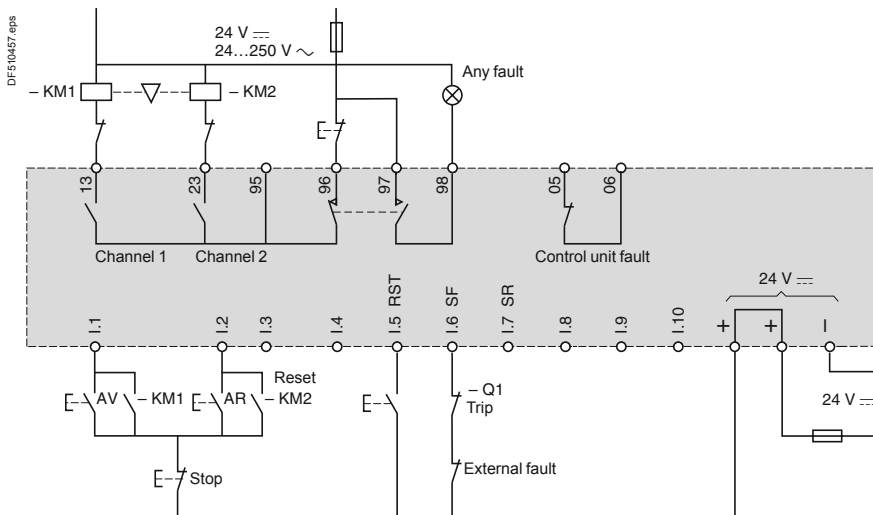 DF510457.eps
24 V ⎓
24...250 V ∼
Any fault
– KM1
– KM2
13
23
95
96
97
98
05
06
Channel 1
Channel 2
Control unit fault
24 V ⎓
I.1
I.2
I.3
I.4
I.5 RST
I.6 SF
I.7 SR
I.8
I.9
I.10
+
+
–
AV
– KM1
AR
Reset
– KM2
– Q1
Trip
24 V ⎓
Stop
External fault